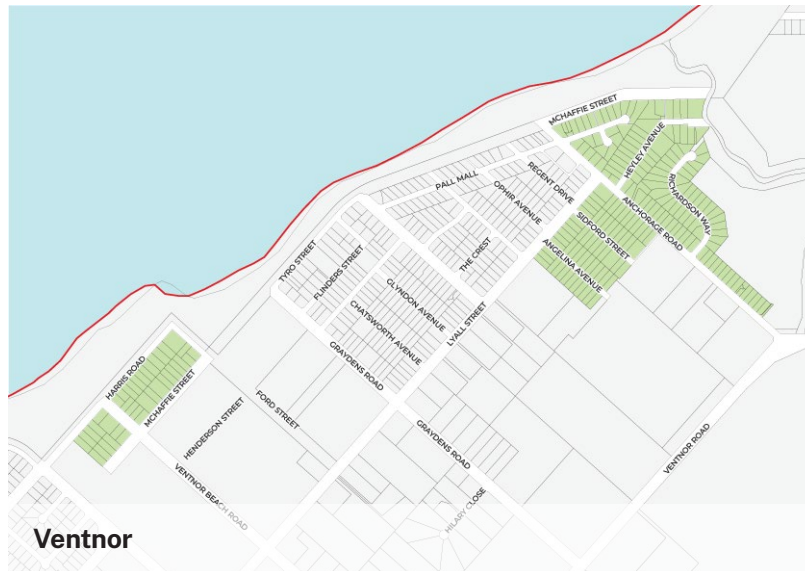 MCHAFFIE STREET
HEYLEY AVENUE
PALL MALL
REGENT DRIVE
RICHARDSON WAY
OPHIR AVENUE
SIDFORD STREET
ANCHORAGE ROAD
TYRO STREET
THE CREST
ANGELINA AVENUE
FLINDERS STREET
GLYNDON AVENUE
LYALL STREET
CHATSWORTH AVENUE
GRAYDENS ROAD
HARRIS ROAD
MCHAFFIE STREET
FORD STREET
HENDERSON STREET
GRAYDENS ROAD
VENTNOR ROAD
VENTNOR BEACH ROAD
HILARY CLOSE
Ventnor